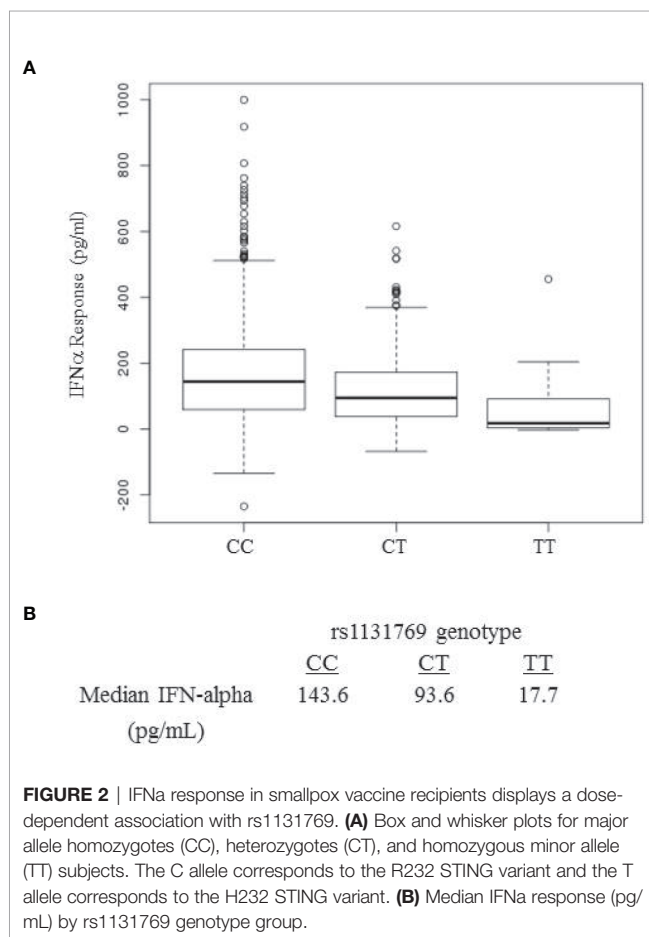 A
IFNα Response (pg/ml)
1000
800
600
400
200
0
-200
CC CT TT
B
rs1131769 genotype
CC CT TT
Median IFN-alpha 143.6 93.6 17.7
(pg/mL)
FIGURE 2 | IFNa response in smallpox vaccine recipients displays a dose-
dependent association with rs1131769. (A) Box and whisker plots for major
allele homozygotes (CC), heterozygotes (CT), and homozygous minor allele
(TT) subjects. The C allele corresponds to the R232 STING variant and the T
allele corresponds to the H232 STING variant. (B) Median IFNa response (pg/
mL) by rs1131769 genotype group.